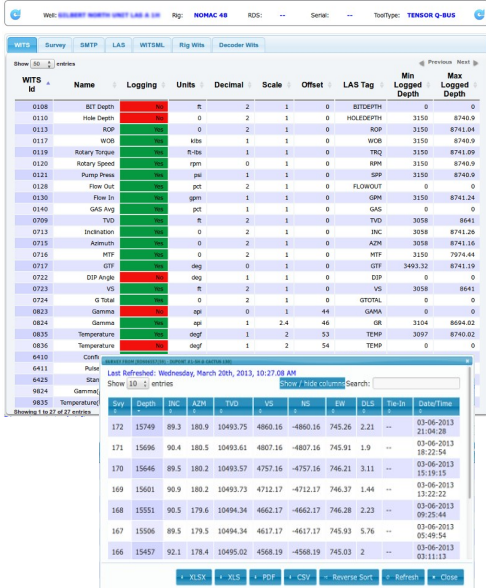 Well: Rig: NOMAC 48 RDS: -- Serial: -- ToolType: TENSOR Q-BUS
WITS Survey SMTP LAS WITSML Rig Wits Decoder Wits
Show 50 entries Previous Next
WITS Id Name Logging Units Decimal Scale Offset LAS Tag Min Logged Depth Max Logged Depth
0108 BIT Depth No ft 2 1 0 BITDEPTH 0 0
0110 Hole Depth No 0 2 1 0 HOLEDEPTH 3150 8740.9
0113 ROP Yes 0 2 1 0 ROP 3150 8741.04
0117 WOB Yes klbs 1 1 0 WOB 3150 8740.9
0119 Rotary Torque Yes ft-lbs 1 1 0 TRQ 3150 8741.09
0120 Rotary Speed Yes rpm 0 1 0 RPM 3150 8740.9
0121 Pump Press Yes psi 1 1 0 SPP 3150 8740.9
0128 Flow Out Yes pct 2 1 0 FLOWOUT 0 0
0130 Flow In Yes gpm 1 1 0 GPM 3150 8741.24
0140 GAS Avg Yes pct 1 1 0 GAS 0 0
0709 TVD Yes ft 2 1 0 TVD 3058 8641
0713 Inclination Yes 0 2 1 0 INC 3058 8741.26
0715 Azimuth Yes 0 2 1 0 AZM 3058 8741.16
0716 MTF Yes 0 2 1 0 MTF 3150 7974.44
0717 GTF Yes deg 0 1 0 GTF 3493.32 8741.19
0722 DIP Angle No deg 1 1 0 DIP 0 0
0723 VS Yes ft 2 1 0 VS 3058 8641
0724 G Total Yes 0 2 1 0 GTOTAL 0 0
0823 Gamma No api 0 1 44 GAMA 0 0
0824 Gamma Yes api 1 2.4 46 GR 3104 8694.02
0835 Temperature Yes degf 1 2 53 TEMP 3097 8740.02
0836 Temperature No degf 1 2 54 TEMP 0 0
6410 Confi
6411 Pulse
6425 Stan
9824 Gamma(
9835 Temperature(
Showing 1 to 27 of 27 entries
Last Refreshed: Wednesday, March 20th, 2013, 10:27.08 AM
Show 10 entries Show / hide columns Search:
Svy Depth INC AZM TVD VS NS EW DLS Tie-In Date/Time
172 15749 89.3 180.9 10493.75 4860.16 -4860.16 745.26 2.21 -- 03-06-2013 21:04:28
171 15696 90.4 180.5 10493.61 4807.16 -4807.16 745.91 1.9 -- 03-06-2013 18:22:54
170 15646 89.5 180.2 10493.57 4757.16 -4757.16 746.21 3.11 -- 03-06-2013 15:19:15
169 15601 90.9 180.2 10493.73 4712.17 -4712.17 746.37 1.44 -- 03-06-2013 13:22:22
168 15551 90.5 179.6 10494.34 4662.17 -4662.17 746.28 2.23 -- 03-06-2013 09:25:44
167 15506 89.5 179.5 10494.34 4617.17 -4617.17 745.93 5.76 -- 03-06-2013 05:49:54
166 15457 92.1 178.4 10495.02 4568.19 -4568.19 745.03 2 -- 03-06-2013 03:11:13
XLSX XLS PDF CSV Reverse Sort Refresh Close